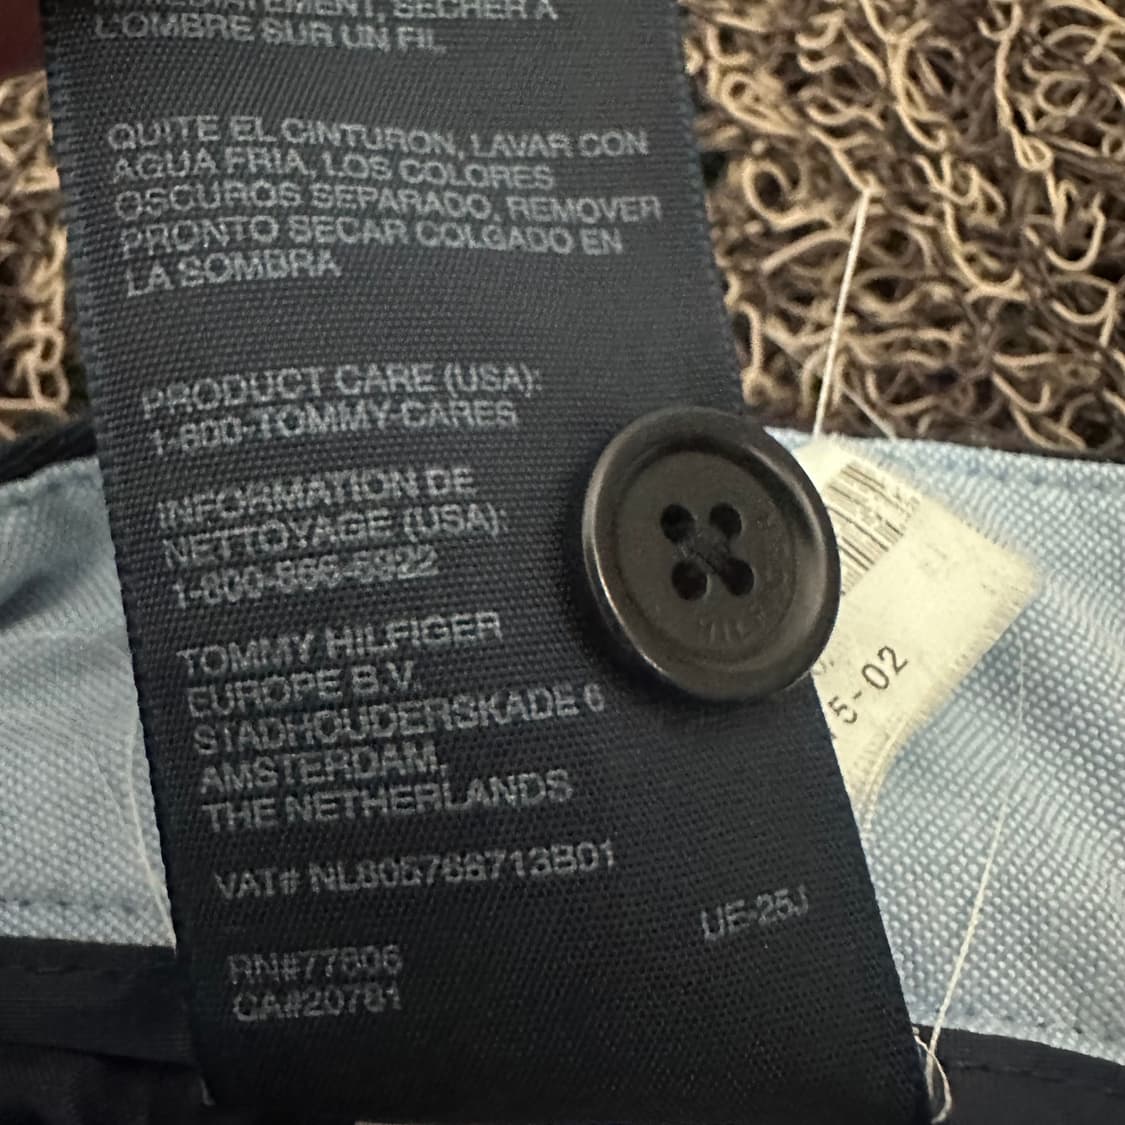 SECHER A
L'OMBRE SUR UN FIL
QUITE EL CINTURON, LAVAR CON
AGUA FRIA, LOS COLORES
OSCUROS SEPARADO, REMOVER
PRONTO SECAR COLGADO EN
LA SOMBRA
PRODUCT CARE (USA):
1-800-TOMMY-CARES
INFORMATION DE
NETTOYAGE (USA):
1-800-866-6922
TOMMY HILFIGER
EUROPE B.V.
STADHOUDERSKADE 6
AMSTERDAM,
THE NETHERLANDS
VAT# NL805766713B01
UE-25J
RN#77806
CA#20781
5-02